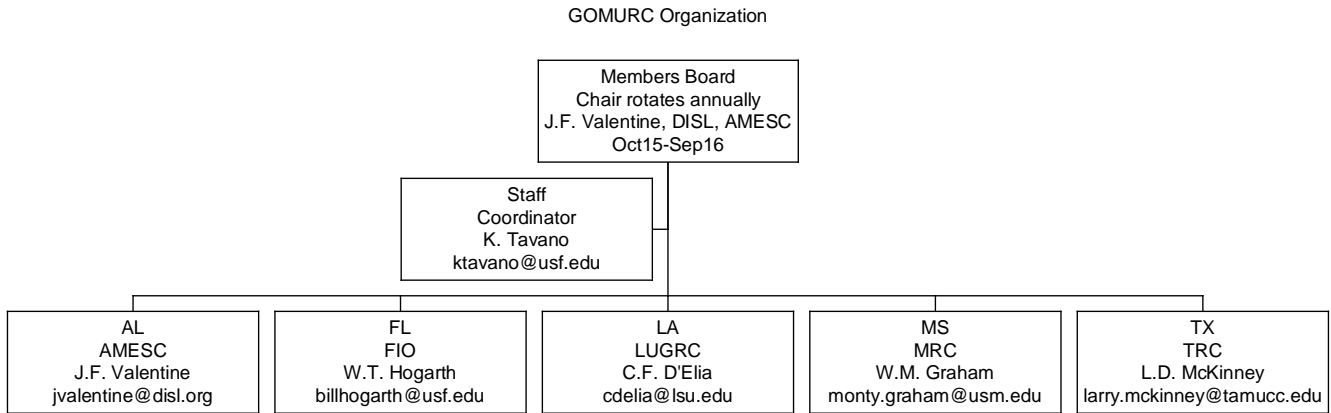 GOMURC Organization
Members Board
Chair rotates annually
J.F. Valentine, DISL, AMESC
Oct15-Sep16
Staff
Coordinator
K. Tavano
ktavano@usf.edu
AL
AMESC
J.F. Valentine
jvalentine@disl.org
FL
FIO
W.T. Hogarth
billhogarth@usf.edu
LA
LUGRC
C.F. D'Elia
cdelia@lsu.edu
MS
MRC
W.M. Graham
monty.graham@usm.edu
TX
TRC
L.D. McKinney
larry.mckinney@tamucc.edu